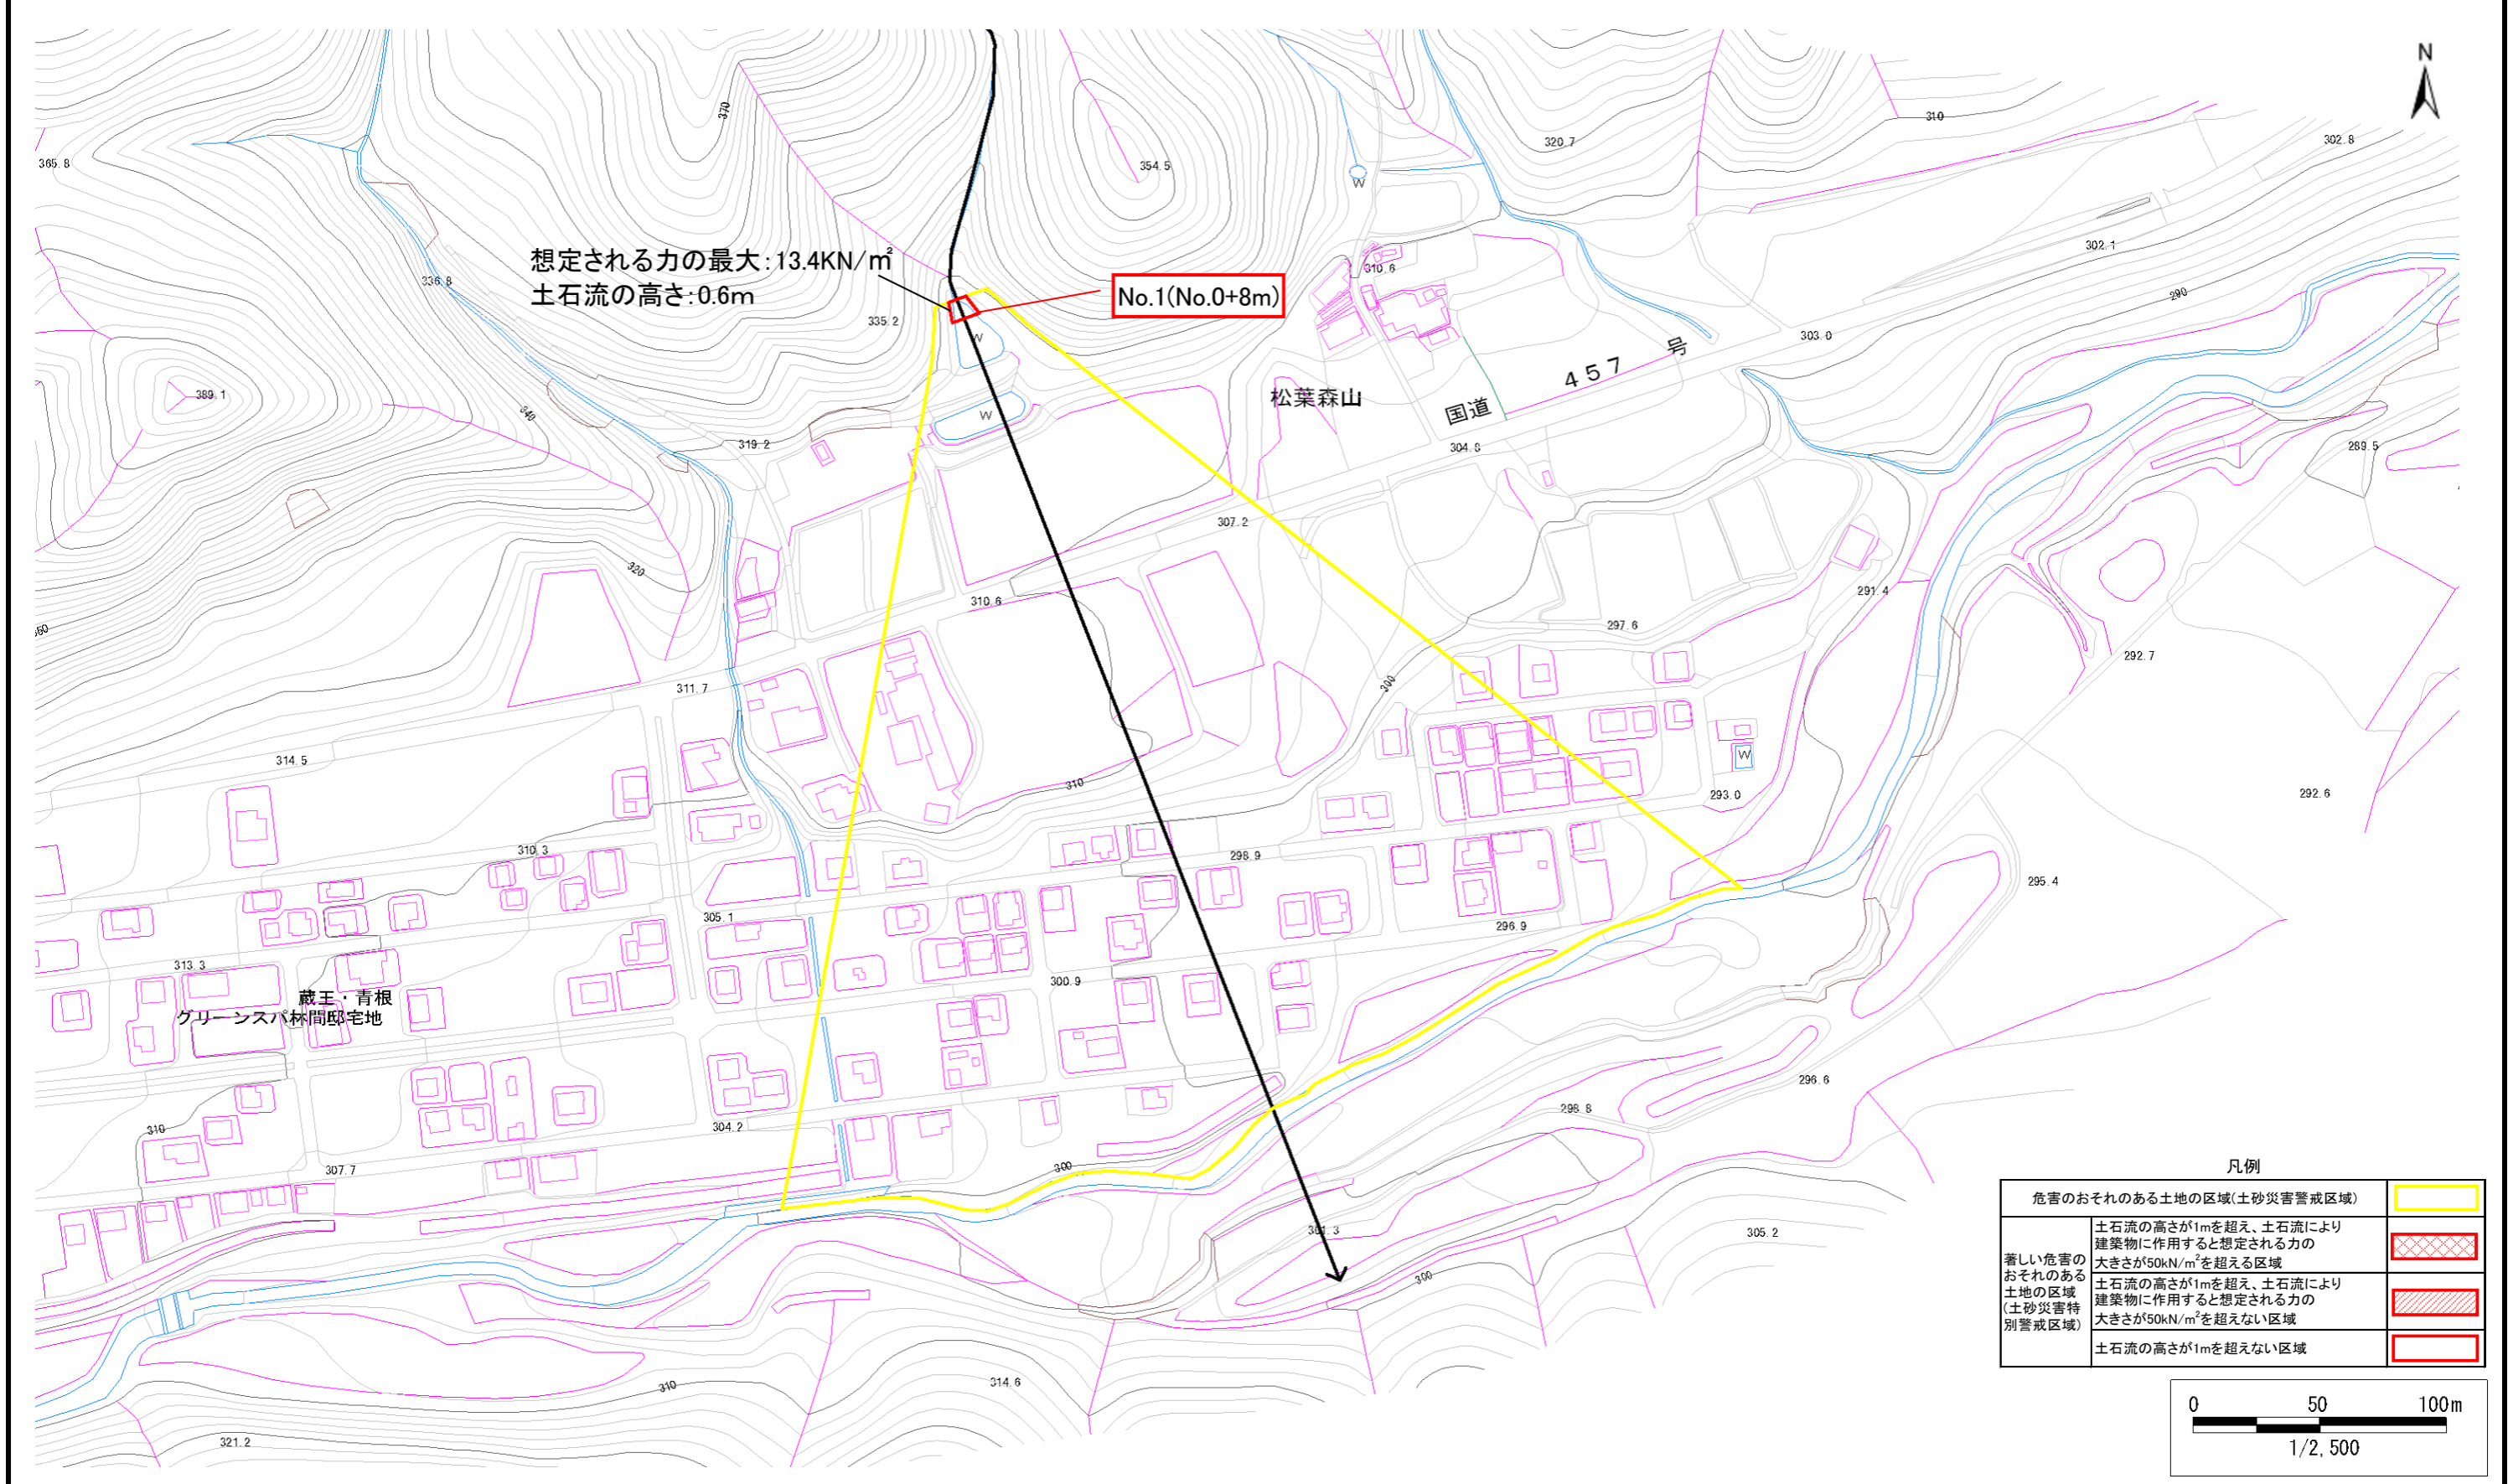 N
370
365.8
354.5
320.7
310
302.8
W
336.8
想定される力の最大:13.4KN/㎡
土石流の高さ:0.6m
No.1(No.0+8m)
310.6
302.1
290
335.2
W
303.0
国道 457 号
松葉森山
389.1
340
W
319.2
304.8
289.5
307.2
320
310.6
291.4
297.6
292.7
311.7
300
314.5
310
W
293.0
292.6
310.3
298.9
295.4
305.1
296.9
313.3
300.9
蔵王・青根
グリーンスパ林間邸宅地
296.6
298.8
304.2
310
307.7
300
301.3
305.2
300
310
314.6
321.2
凡例
危害のおそれのある土地の区域(土砂災害警戒区域)
著しい危害の
おそれのある
土地の区域
(土砂災害特
別警戒区域)
土石流の高さが1mを超え、土石流により
建築物に作用すると想定される力の
大きさが50kN/m²を超える区域
土石流の高さが1mを超え、土石流により
建築物に作用すると想定される力の
大きさが50kN/m²を超えない区域
土石流の高さが1mを超えない区域
0 50 100m
1/2,500